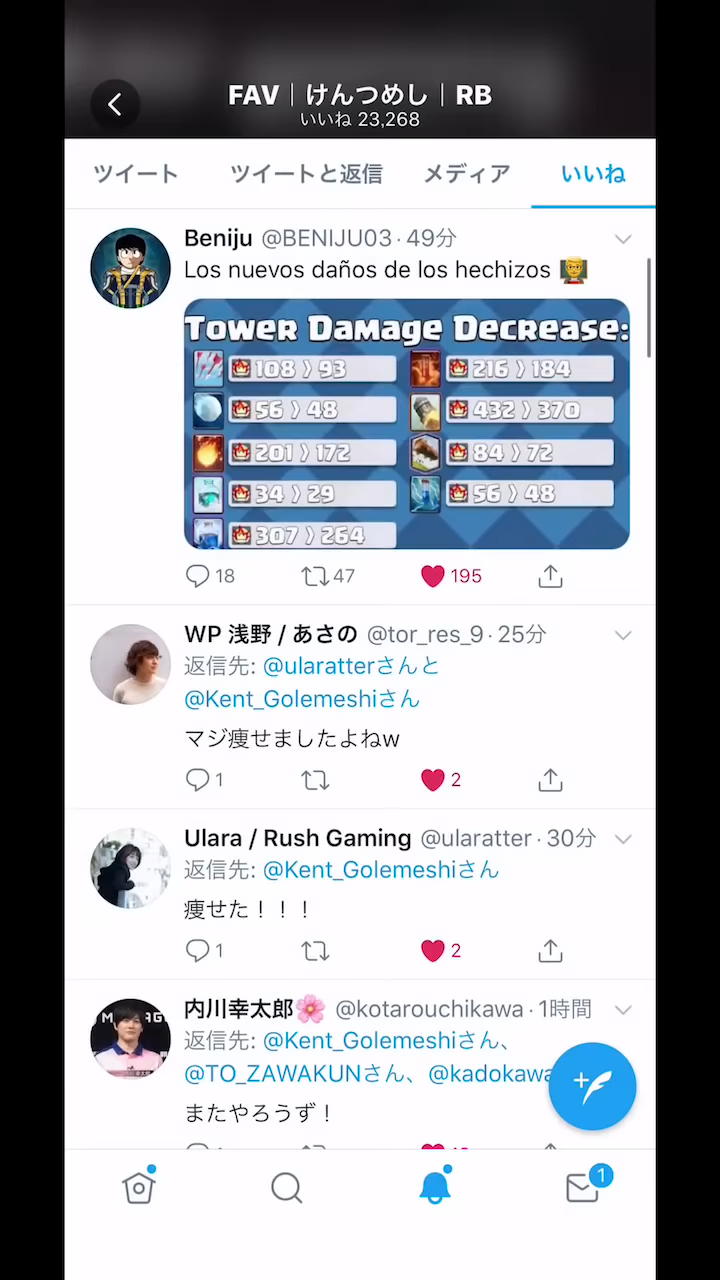 FAV｜けんつめし｜RB
いいね 23,268
ツイート ツイートと返信 メディア いいね
Beniju @BENIJU03・49分
Los nuevos daños de los hechizos
Tower Damage Decrease:
108 〉93 216 〉184
56 〉48 432 〉370
201 〉172 84 〉72
34 〉29 56 〉48
307 〉264
18 47 195
WP 浅野 / あさの @tor_res_9・25分
返信先: @ularatterさんと
@Kent_Golemeshiさん
マジ痩せましたよねw
1 2
Ulara / Rush Gaming @ularatter・30分
返信先: @Kent_Golemeshiさん
痩せた！！！
1 2
内川幸太郎🌸 @kotarouchikawa・1時間
返信先: @Kent_Golemeshiさん、
@TO_ZAWAKUNさん、@kadokawa
またやろうず！
1